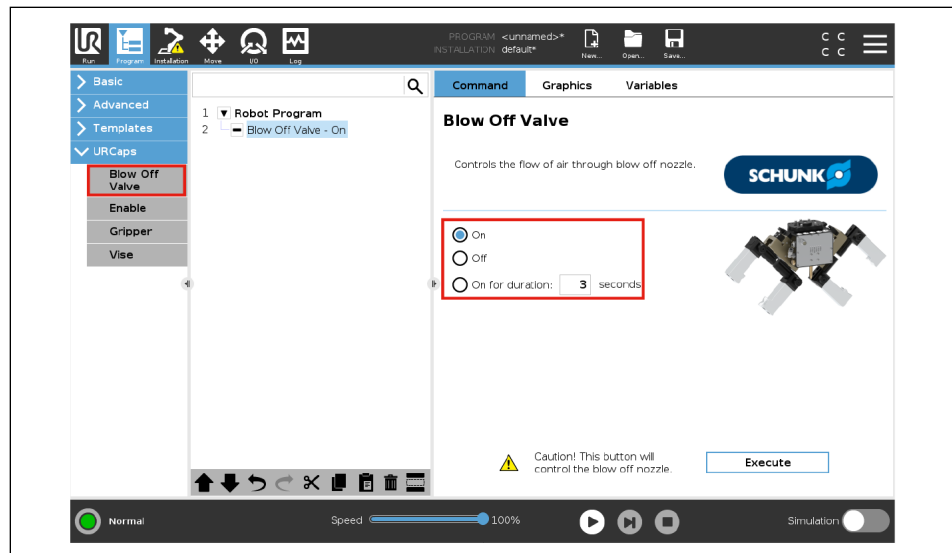 UR
PROGRAM <unnamed>*
INSTALLATION default*
Run Program Installation Move I/O Log New... Open... Save...
C C
C C
Basic
Advanced
Templates
URCaps
Blow Off
Valve
Enable
Gripper
Vise
1 Robot Program
2 Blow Off Valve - On
Command Graphics Variables
Blow Off Valve
Controls the flow of air through blow off nozzle.
SCHUNK
On
Off
On for duration: 3 seconds
Caution! This button will
control the blow off nozzle.
Execute
Normal Speed 100% Simulation